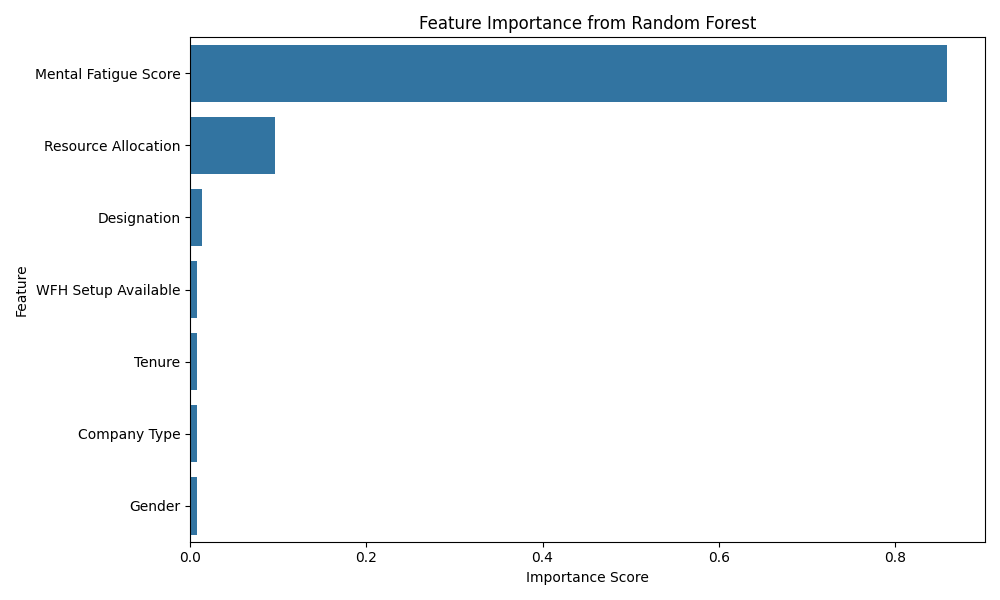 Feature Importance from Random Forest
Mental Fatigue Score
Resource Allocation
Designation
WFH Setup Available
Tenure
Company Type
Gender
Feature
0.0 0.2 0.4 0.6 0.8
Importance Score